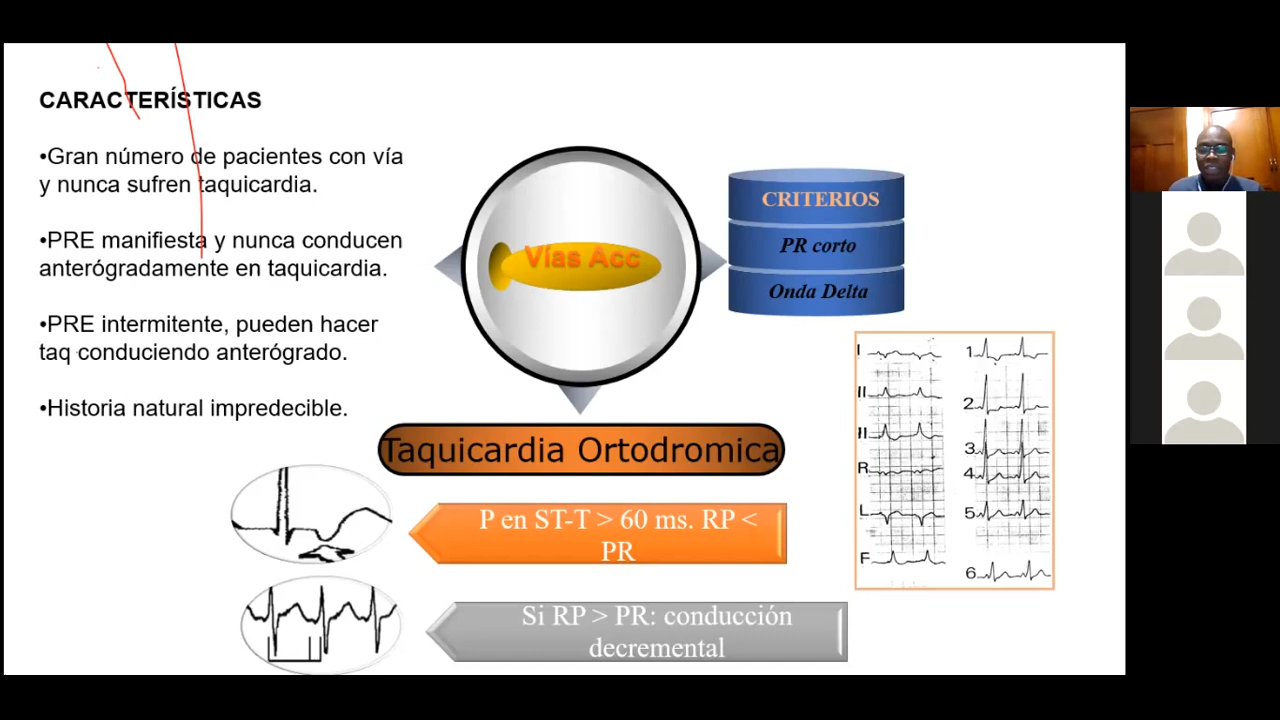 CARACTERÍSTICAS
•Gran número de pacientes con vía
y nunca sufren taquicardia.
•PRE manifiesta y nunca conducen
anterógradamente en taquicardia.
•PRE intermitente, pueden hacer
taq conduciendo anterógrado.
•Historia natural impredecible.
Vías Acc
CRITERIOS
PR corto
Onda Delta
Taquicardia Ortodromica
P en ST-T > 60 ms. RP <
PR
Si RP > PR: conducción
decremental
I
II
II
R
L
F
1
2
3
4
5
6